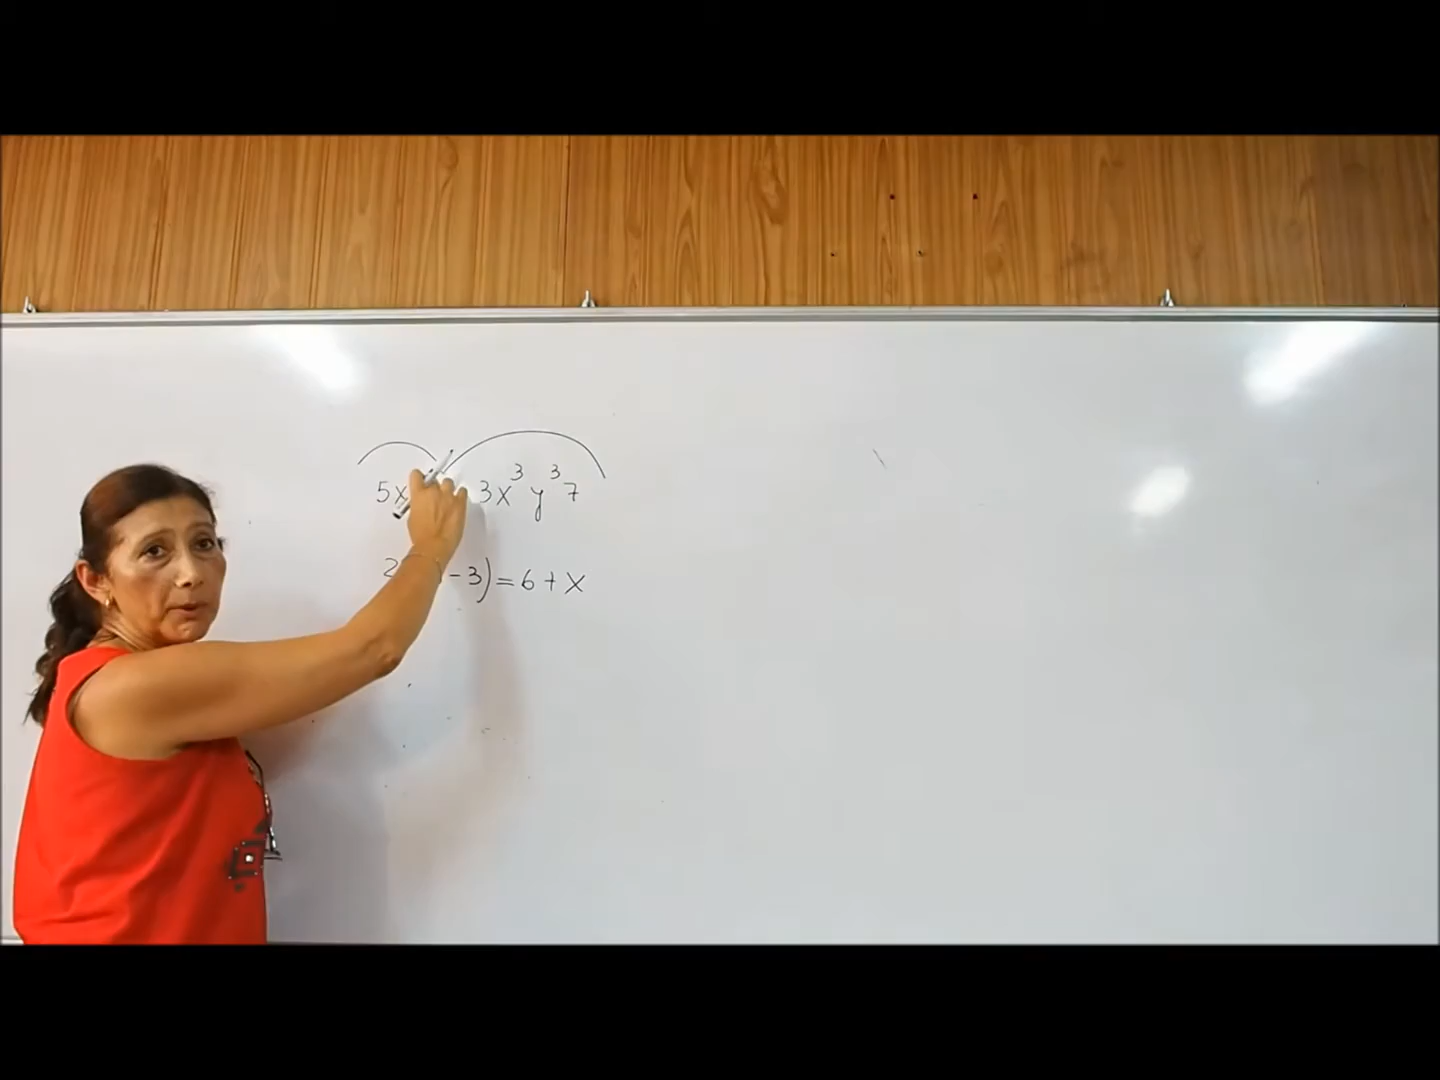 5x 3x³y³7
2 - 3) = 6 + x